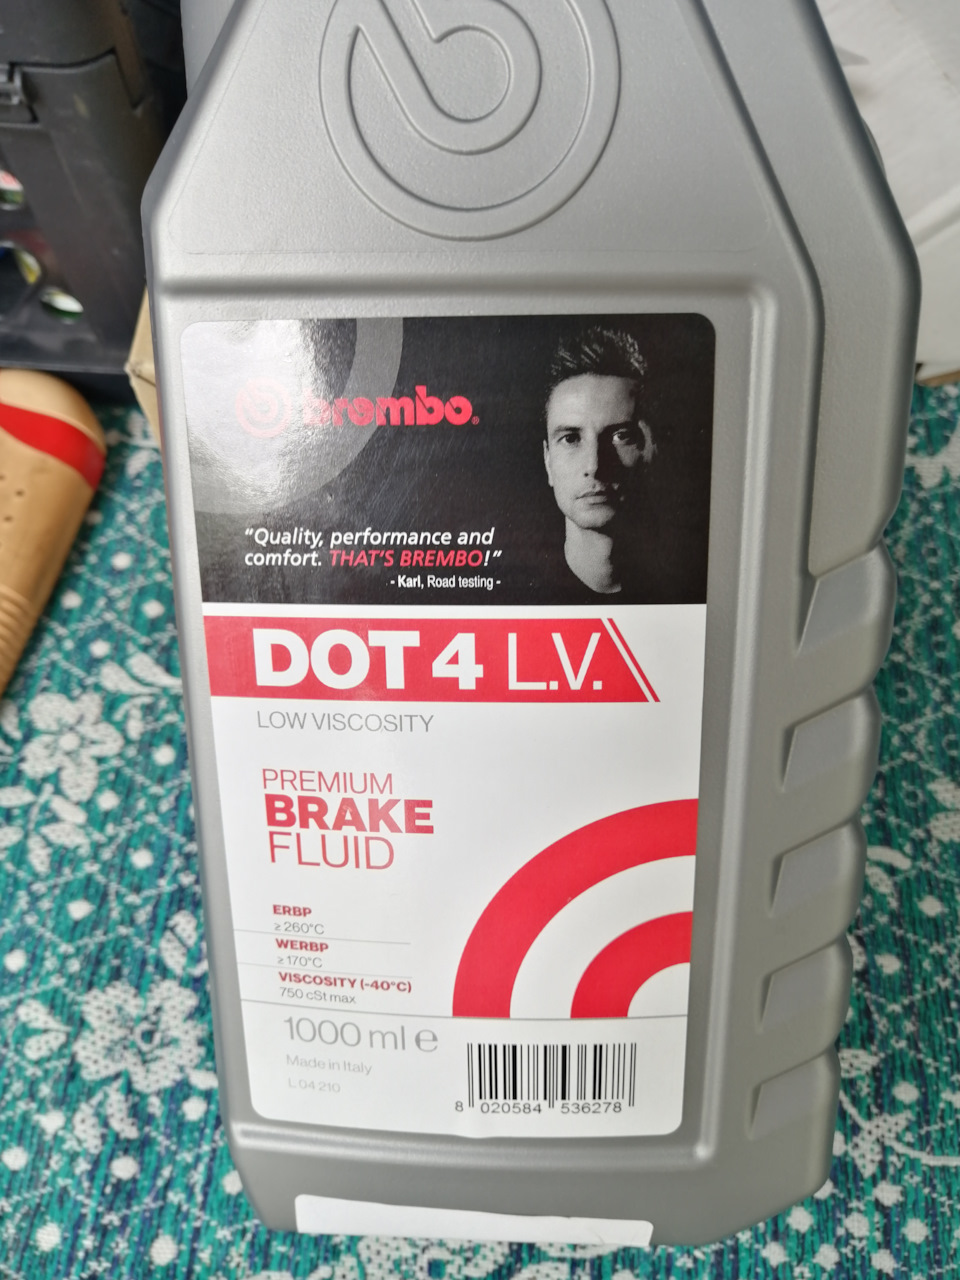 brembo®
“Quality, performance and
comfort. THAT'S BREMBO!”
- Karl, Road testing -
DOT 4 L.V.
LOW VISCOSITY
PREMIUM
BRAKE
FLUID
ERBP
≥ 260°C
WERBP
≥ 170°C
VISCOSITY (-40°C)
750 cSt max
1000 ml e
Made in Italy
L 04 210
8 020584 536278